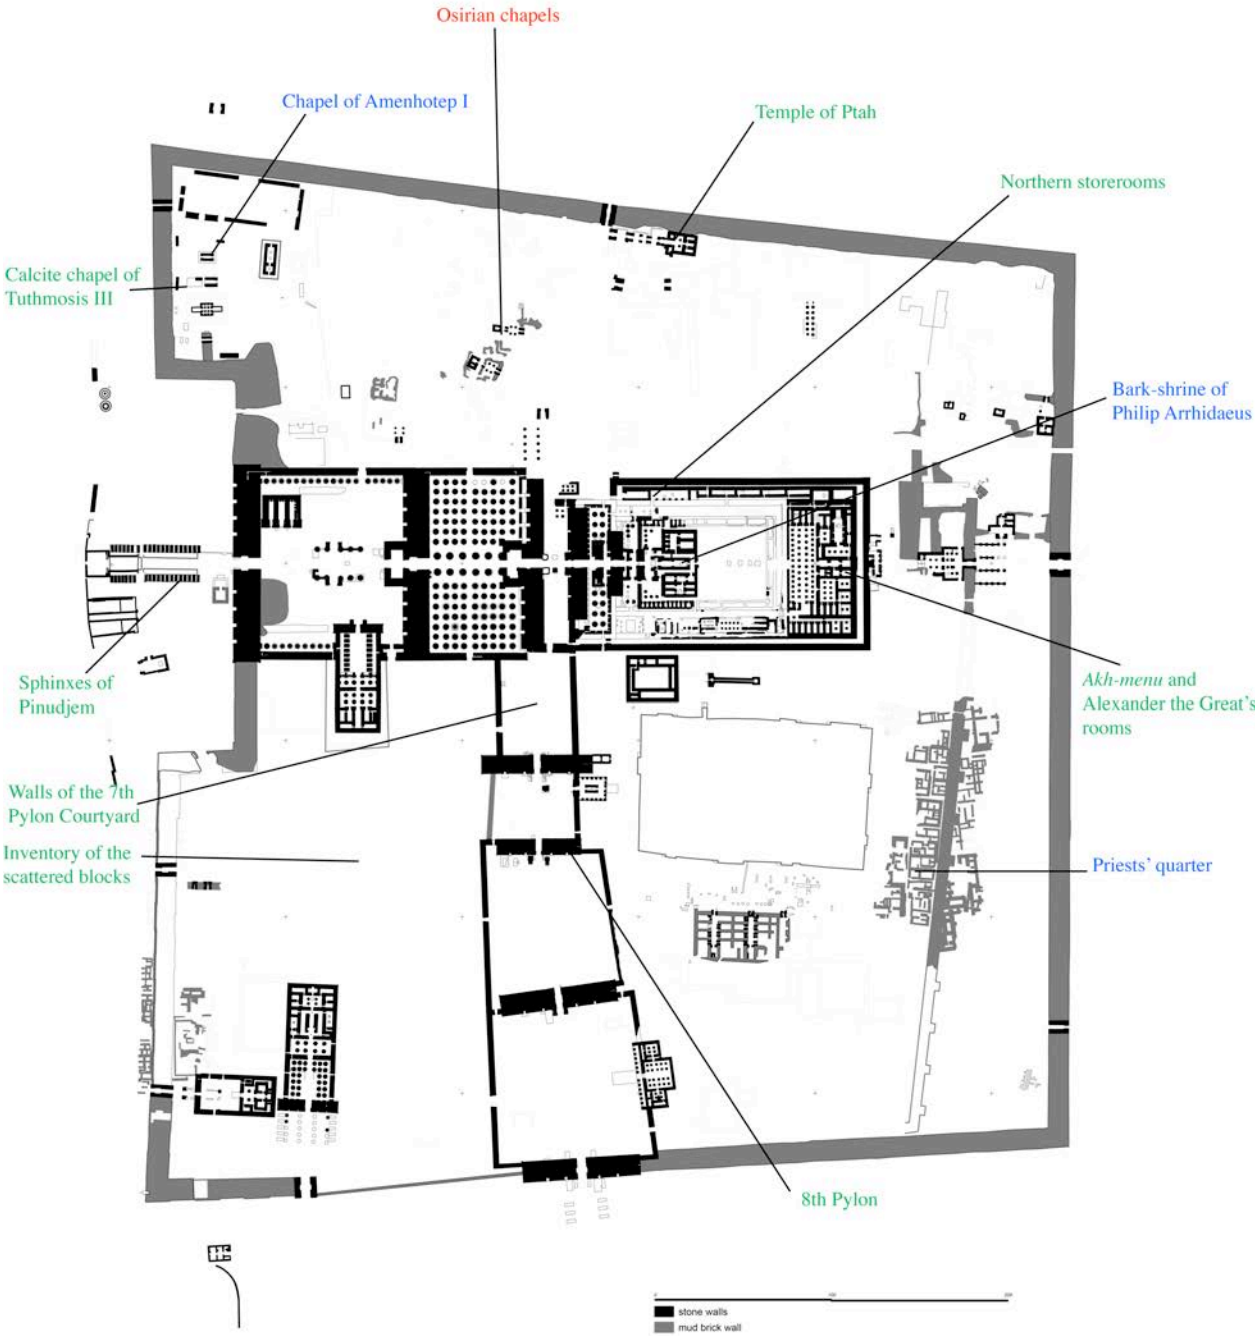 Osirian chapels
Chapel of Amenhotep I
Temple of Ptah
Northern storerooms
Calcite chapel of
Tuthmosis III
Bark-shrine of
Philip Arrhidaeus
Sphinxes of
Pinudjem
Akh-menu and
Alexander the Great's
rooms
Walls of the 7th
Pylon Courtyard
Inventory of the
scattered blocks
Priests' quarter
8th Pylon
stone walls
mud brick wall